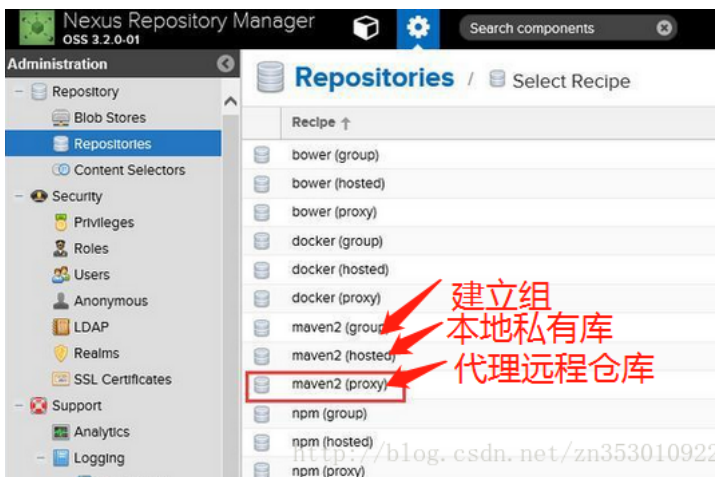 Nexus Repository Manager
OSS 3.2.0-01
Search components
Administration
Repository
Blob Stores
Repositories
Content Selectors
Security
Privileges
Roles
Users
Anonymous
LDAP
Realms
SSL Certificates
Support
Analytics
Logging
Repositories / Select Recipe
Recipe
bower (group)
bower (hosted)
bower (proxy)
docker (group)
docker (hosted)
docker (proxy)
maven2 (group
建立组
maven2 (hosted)
本地私有库
maven2 (proxy)
代理远程仓库
npm (group)
npm (hosted)
npm (proxy)
http://blog.csdn.net/zn353010922